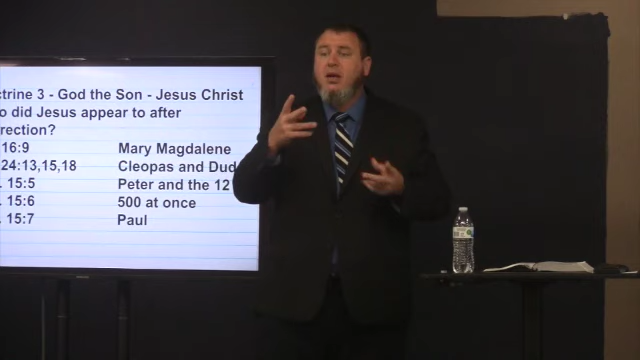 ctrine 3 - God the Son - Jesus Christ
o did Jesus appear to after
rection?
16:9 Mary Magdalene
24:13,15,18 Cleopas and Dud
. 15:5 Peter and the 12
. 15:6 500 at once
. 15:7 Paul